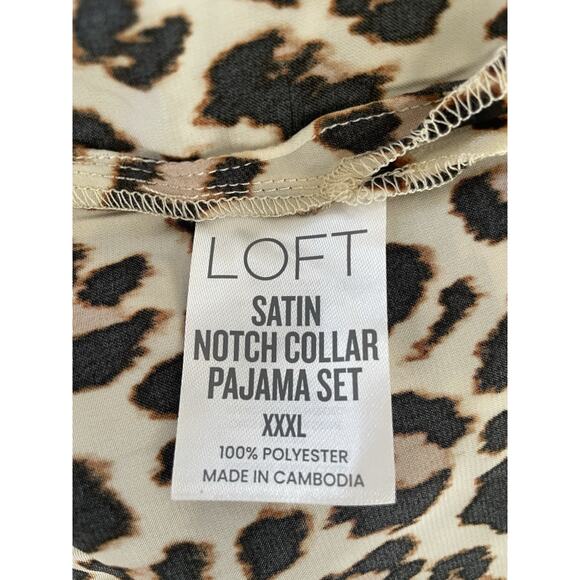 LOFT
SATIN
NOTCH COLLAR
PAJAMA SET
XXXL
100% POLYESTER
MADE IN CAMBODIA